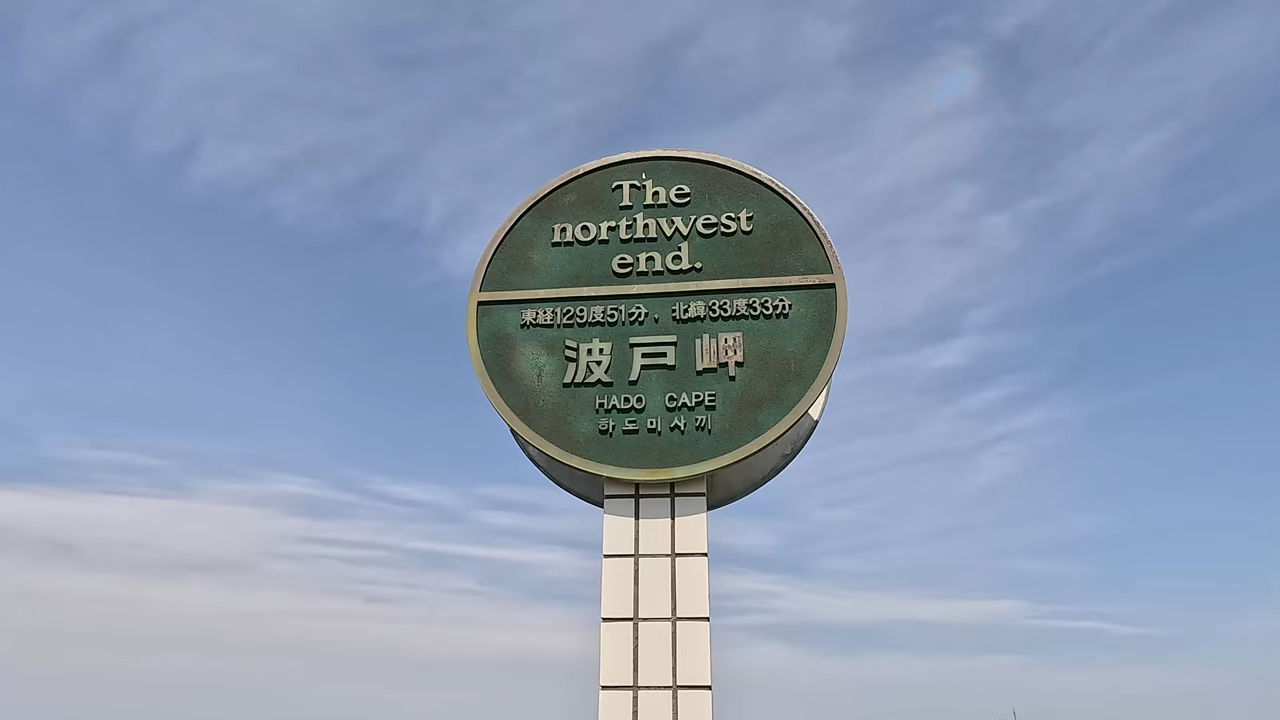 The
northwest
end.
東経129度51分，北緯33度33分
波戸岬
HADO CAPE
하도미사끼